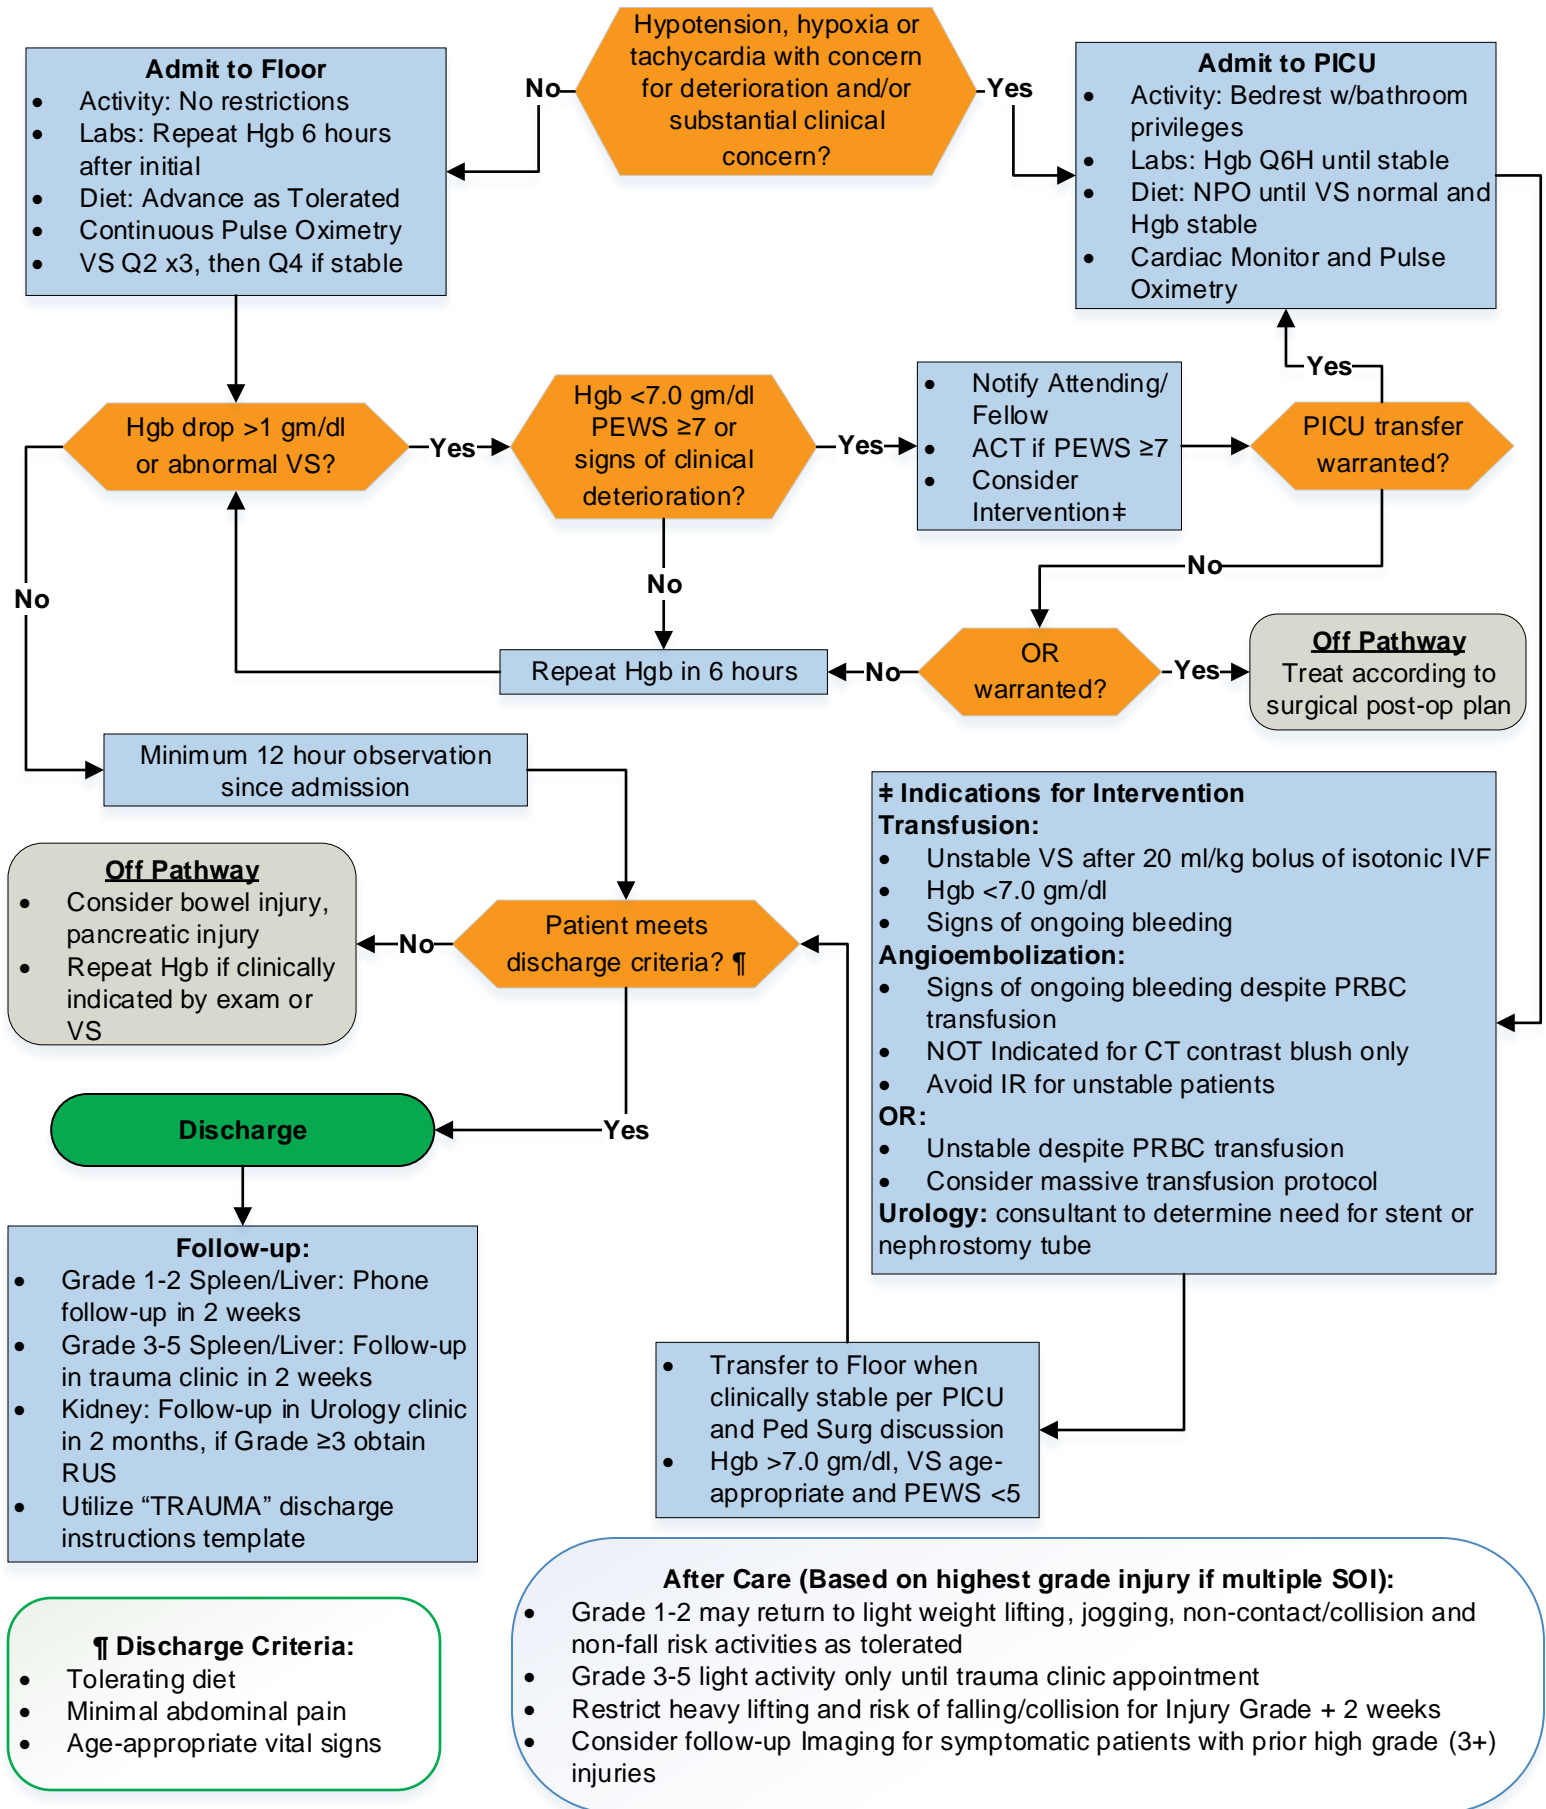 Hypotension, hypoxia or
tachycardia with concern
for deterioration and/or
substantial clinical
concern?
No
Yes
Admit to Floor
• Activity: No restrictions
• Labs: Repeat Hgb 6 hours
after initial
• Diet: Advance as Tolerated
• Continuous Pulse Oximetry
• VS Q2 x3, then Q4 if stable
Admit to PICU
• Activity: Bedrest w/bathroom
privileges
• Labs: Hgb Q6H until stable
• Diet: NPO until VS normal and
Hgb stable
• Cardiac Monitor and Pulse
Oximetry
Hgb drop >1 gm/dl
or abnormal VS?
Yes
No
Hgb <7.0 gm/dl
PEWS ≥7 or
signs of clinical
deterioration?
Yes
No
• Notify Attending/
Fellow
• ACT if PEWS ≥7
• Consider
Intervention‡
PICU transfer
warranted?
Yes
No
OR
warranted?
No
Yes
Repeat Hgb in 6 hours
Off Pathway
Treat according to
surgical post-op plan
Minimum 12 hour observation
since admission
‡ Indications for Intervention
Transfusion:
• Unstable VS after 20 ml/kg bolus of isotonic IVF
• Hgb <7.0 gm/dl
• Signs of ongoing bleeding
Angioembolization:
• Signs of ongoing bleeding despite PRBC
transfusion
• NOT Indicated for CT contrast blush only
• Avoid IR for unstable patients
OR:
• Unstable despite PRBC transfusion
• Consider massive transfusion protocol
Urology: consultant to determine need for stent or
nephrostomy tube
Off Pathway
• Consider bowel injury,
pancreatic injury
• Repeat Hgb if clinically
indicated by exam or
VS
No
Patient meets
discharge criteria? ¶
Yes
Discharge
Follow-up:
• Grade 1-2 Spleen/Liver: Phone
follow-up in 2 weeks
• Grade 3-5 Spleen/Liver: Follow-up
in trauma clinic in 2 weeks
• Kidney: Follow-up in Urology clinic
in 2 months, if Grade ≥3 obtain
RUS
• Utilize “TRAUMA” discharge
instructions template
• Transfer to Floor when
clinically stable per PICU
and Ped Surg discussion
• Hgb >7.0 gm/dl, VS age-
appropriate and PEWS <5
¶ Discharge Criteria:
• Tolerating diet
• Minimal abdominal pain
• Age-appropriate vital signs
After Care (Based on highest grade injury if multiple SOI):
• Grade 1-2 may return to light weight lifting, jogging, non-contact/collision and
non-fall risk activities as tolerated
• Grade 3-5 light activity only until trauma clinic appointment
• Restrict heavy lifting and risk of falling/collision for Injury Grade + 2 weeks
• Consider follow-up Imaging for symptomatic patients with prior high grade (3+)
injuries